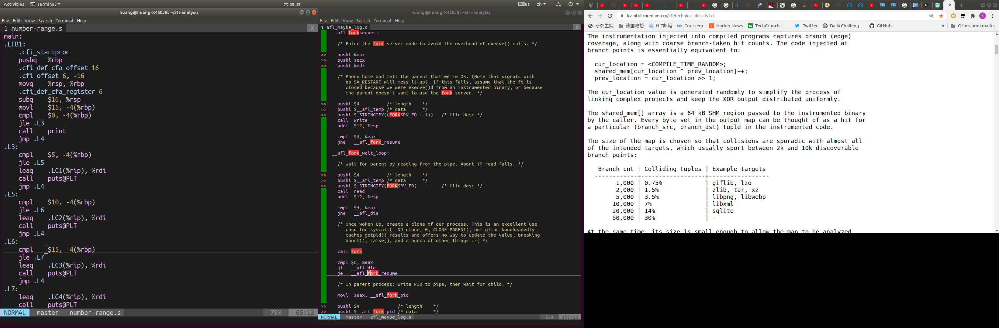 Activities Terminal 六 09:43 us zh
huang@huang-X450JB: ~/afl-analysis
File Edit View Search Terminal Help
1 number-range.s X
main:
.LFB1:
.cfi_startproc
pushq %rbp
.cfi_def_cfa_offset 16
.cfi_offset 6, -16
movq %rsp, %rbp
.cfi_def_cfa_register 6
subq $16, %rsp
movl $15, -4(%rbp)
cmpl $0, -4(%rbp)
jle .L3
call print
jmp .L4
.L3:
cmpl $5, -4(%rbp)
jle .L5
leaq .LC1(%rip), %rdi
call puts@PLT
jmp .L4
.L5:
cmpl $10, -4(%rbp)
jle .L6
leaq .LC2(%rip), %rdi
call puts@PLT
jmp .L4
.L6:
cmpl $15, -4(%rbp)
jle .L7
leaq .LC3(%rip), %rdi
call puts@PLT
jmp .L4
.L7:
leaq .LC4(%rip), %rdi
call puts@PLT
NORMAL master number-range.s 79% 65:12
huang@huang-X450JB: ~/afl-analysis
File Edit View Search Terminal Help
1 afl_maybe_log.s X
__afl_forkserver:
/* Enter the fork server mode to avoid the overhead of execve() calls. */
>> pushl %eax
>> pushl %ecx
>> pushl %edx
/* Phone home and tell the parent that we're OK. (Note that signals with
no SA_RESTART will mess it up). If this fails, assume that the fd is
closed because we were execve()d from an instrumented binary, or because
the parent doesn't want to use the fork server. */
>> pushl $4 /* length */
>> pushl $__afl_temp /* data */
>> pushl $ STRINGIFY((FORKSRV_FD + 1)) /* file desc */
call write
addl $12, %esp
cmpl $4, %eax
jne __afl_fork_resume
__afl_fork_wait_loop:
/* Wait for parent by reading from the pipe. Abort if read fails. */
>> pushl $4 /* length */
>> pushl $__afl_temp /* data */
>> pushl $ STRINGIFY(FORKSRV_FD) /* file desc */
call read
addl $12, %esp
cmpl $4, %eax
jne __afl_die
/* Once woken up, create a clone of our process. This is an excellent use
case for syscall(__NR_clone, 0, CLONE_PARENT), but glibc boneheadedly
caches getpid() results and offers no way to update the value, breaking
abort(), raise(), and a bunch of other things :-( */
call fork
cmpl $0, %eax
jl __afl_die
je __afl_fork_resume
/* In parent process: write PID to pipe, then wait for child. */
movl %eax, __afl_fork_pid
>> pushl $4 /* length */
>> pushl $__afl_fork_pid /* data */
NORMAL master afl_maybe_log.s 53% 107:16
lcamtuf.coredump.cx/afl/technical_details.txt
研究生院 德国教授 HIT邮箱 Coursera Hacker News TechCrunch –... Twitter Daily Challeng... GitHub » Other bookmarks
The instrumentation injected into compiled programs captures branch (edge)
coverage, along with coarse branch-taken hit counts. The code injected at
branch points is essentially equivalent to:
cur_location = <COMPILE_TIME_RANDOM>;
shared_mem[cur_location ^ prev_location]++;
prev_location = cur_location >> 1;
The cur_location value is generated randomly to simplify the process of
linking complex projects and keep the XOR output distributed uniformly.
The shared_mem[] array is a 64 kB SHM region passed to the instrumented binary
by the caller. Every byte set in the output map can be thought of as a hit for
a particular (branch_src, branch_dst) tuple in the instrumented code.
The size of the map is chosen so that collisions are sporadic with almost all
of the intended targets, which usually sport between 2k and 10k discoverable
branch points:
Branch cnt | Colliding tuples | Example targets
------------+------------------+-----------------
1,000 | 0.75% | giflib, lzo
2,000 | 1.5% | zlib, tar, xz
5,000 | 3.5% | libpng, libwebp
10,000 | 7% | libxml
20,000 | 14% | sqlite
50,000 | 30% | -
At the same time, its size is small enough to allow the map to be analyzed